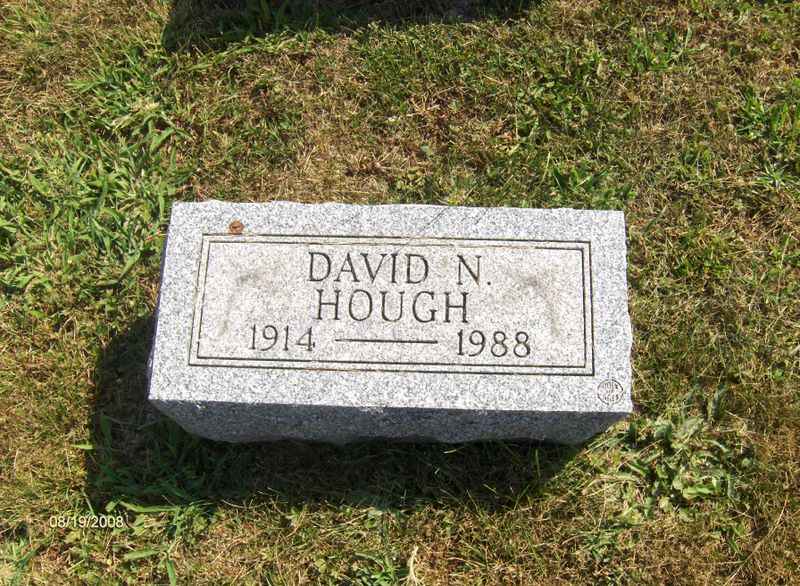 DAVID N.
HOUGH
1914 — 1988
08/19/2008